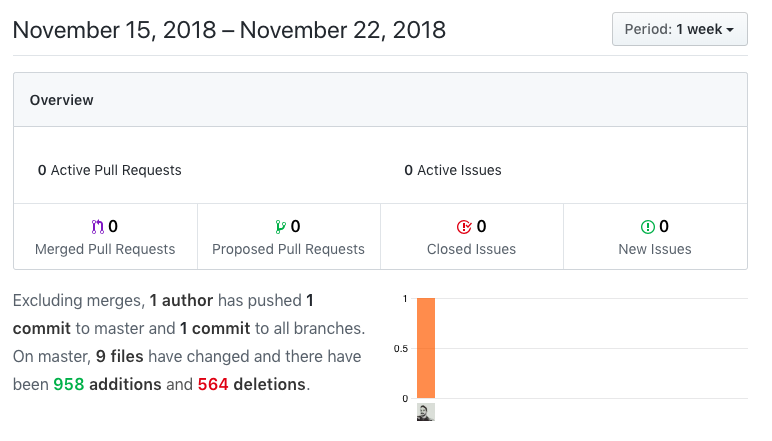 November 15, 2018 – November 22, 2018
Period: 1 week
Overview
0 Active Pull Requests
0 Active Issues
0
Merged Pull Requests
0
Proposed Pull Requests
0
Closed Issues
0
New Issues
Excluding merges, 1 author has pushed 1
commit to master and 1 commit to all branches.
On master, 9 files have changed and there have
been 958 additions and 564 deletions.
1
0.5
0